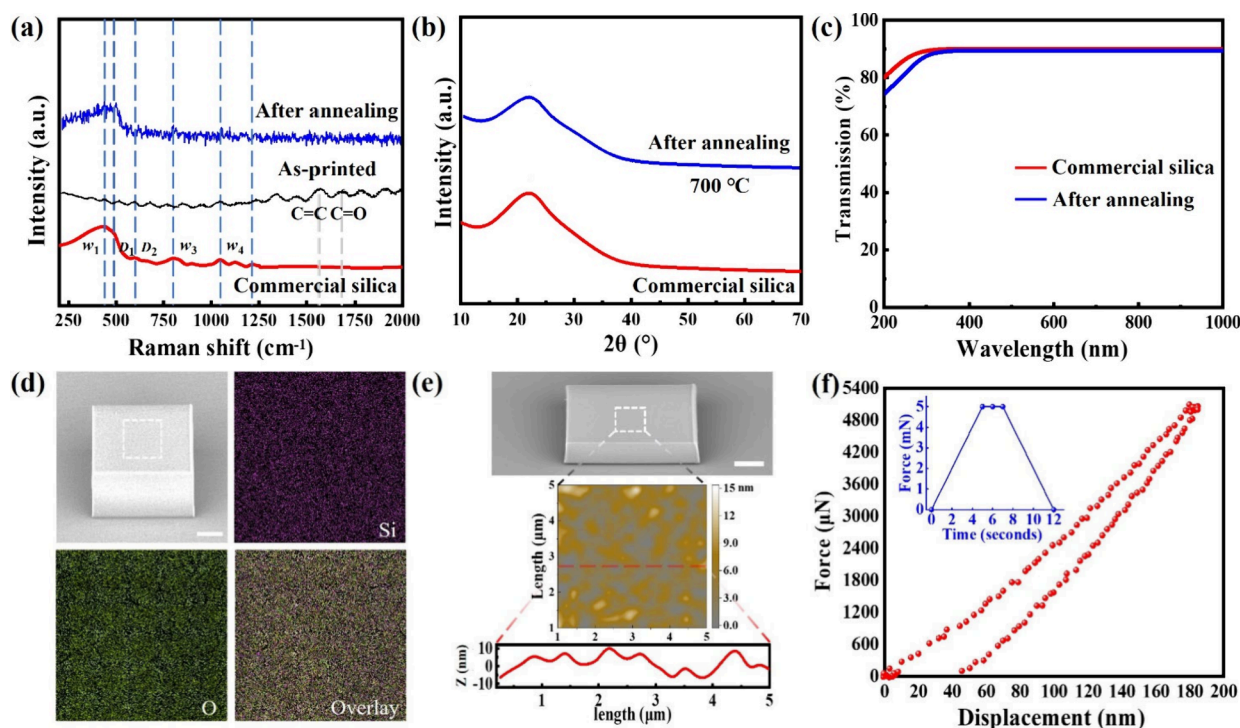 (a)
Intensity (a.u.)
After annealing
As-printed
C=C C=O
w1 D1 D2 w3 w4
Commercial silica
250 500 750 1000 1250 1500 1750 2000
Raman shift (cm-1)
(b)
Intensity (a.u.)
After annealing
700 °C
Commercial silica
10 20 30 40 50 60 70
2θ (°)
(c)
Transmission (%)
100
80
60
40
20
0
Commercial silica
After annealing
200 400 600 800 1000
Wavelength (nm)
(d)
Si
O
Overlay
(e)
Length (μm)
5
4
3
2
1
1 2 3 4 5
15 nm
12.0
9.0
6.0
3.0
0.0
Z (nm)
10
0
-10
1 2 3 4 5
length (μm)
(f)
Force (μN)
5400
4800
4200
3600
3000
2400
1800
1200
600
0
0 20 40 60 80 100 120 140 160 180 200
Displacement (nm)
Force (mN)
5
4
3
2
1
0
0 2 4 6 8 10 12
Time (seconds)